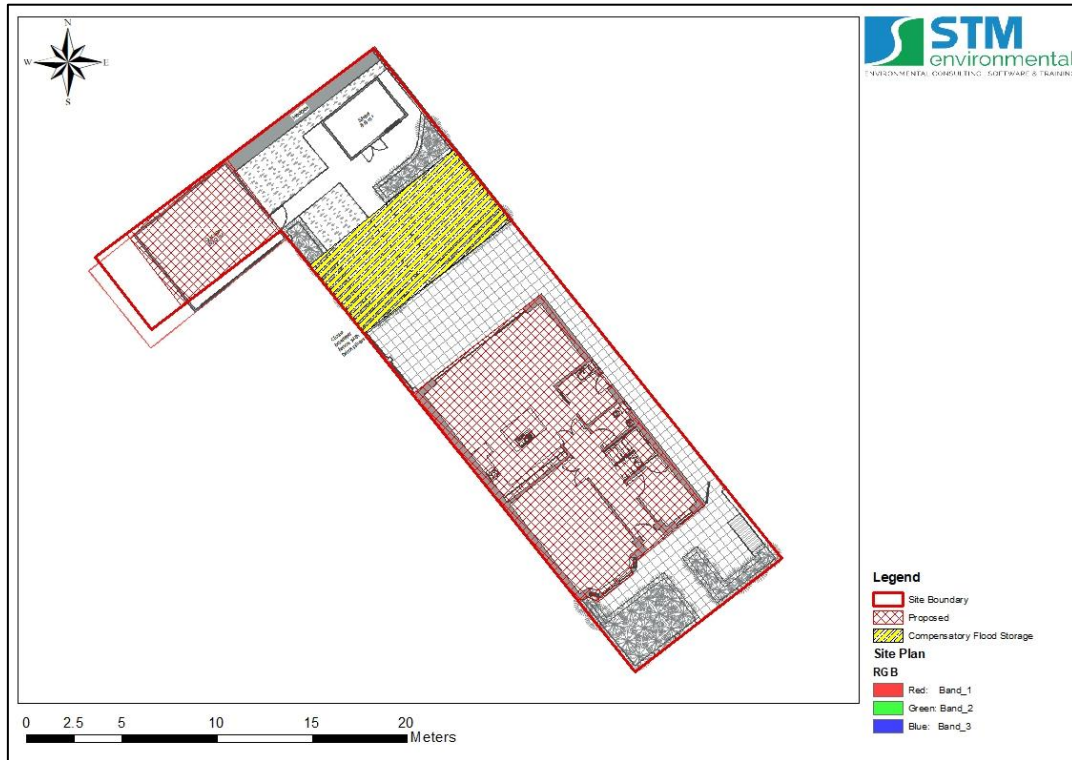 N
W E
S
STM
environmental
ENVIRONMENTAL CONSULTING, SOFTWARE & TRAINING
Legend
Site Boundary
Proposed
Compensatory Flood Storage
Site Plan
RGB
Red: Band_1
Green: Band_2
Blue: Band_3
0 2.5 5 10 15 20
Meters